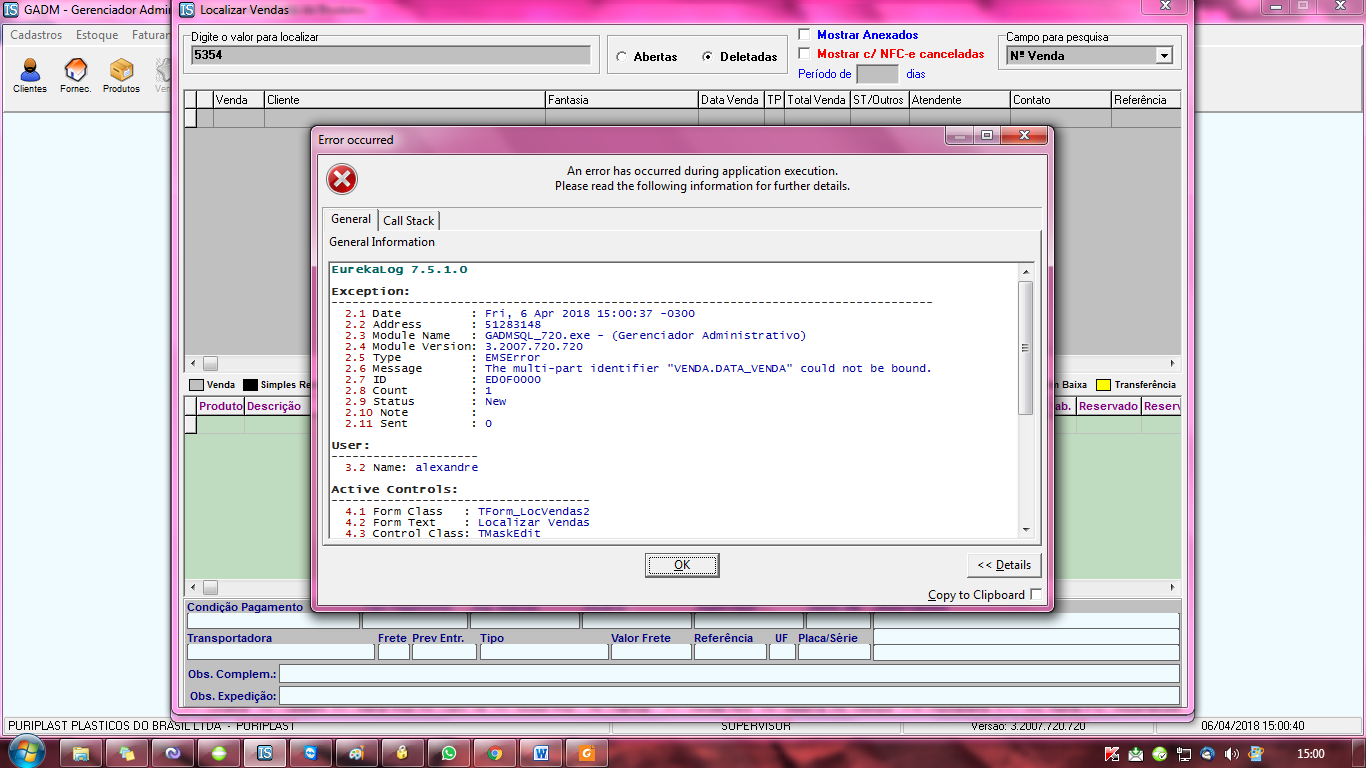 GADM - Gerenciador Admi
Localizar Vendas
Cadastros Estoque Faturan
Clientes Fornec. Produtos
Digite o valor para localizar
5354
Abertas Deletadas
Mostrar Anexados
Mostrar c/ NFC-e canceladas
Período de dias
Campo para pesquisa
Nº Venda
Venda Cliente Fantasia Data Venda TP Total Venda ST/Outros Atendente Contato Referência
Error occurred
An error has occurred during application execution.
Please read the following information for further details.
General Call Stack
General Information
EurekaLog 7.5.1.0
Exception:
2.1 Date : Fri, 6 Apr 2018 15:00:37 -0300
2.2 Address : 51283148
2.3 Module Name : GADMSQL_720.exe - (Gerenciador Administrativo)
2.4 Module Version: 3.2007.720.720
2.5 Type : EMSError
2.6 Message : The multi-part identifier "VENDA.DATA_VENDA" could not be bound.
2.7 ID : ED0F0000
2.8 Count : 1
2.9 Status : New
2.10 Note :
2.11 Sent : 0
User:
3.2 Name: alexandre
Active Controls:
4.1 Form Class : TForm_LocVendas2
4.2 Form Text : Localizar Vendas
4.3 Control Class: TMaskEdit
OK
<< Details
Copy to Clipboard
Venda Simples Re
Baixa Transferência
Produto Descrição ab. Reservado Reserv
Condição Pagamento
Transportadora Frete Prev Entr. Tipo Valor Frete Referência UF Placa/Série
Obs. Complem.:
Obs. Expedição:
PURIPLAST PLASTICOS DO BRASIL LTDA - PURIPLAST SUPERVISOR Versão: 3.2007.720.720 06/04/2018 15:00:40
15:00